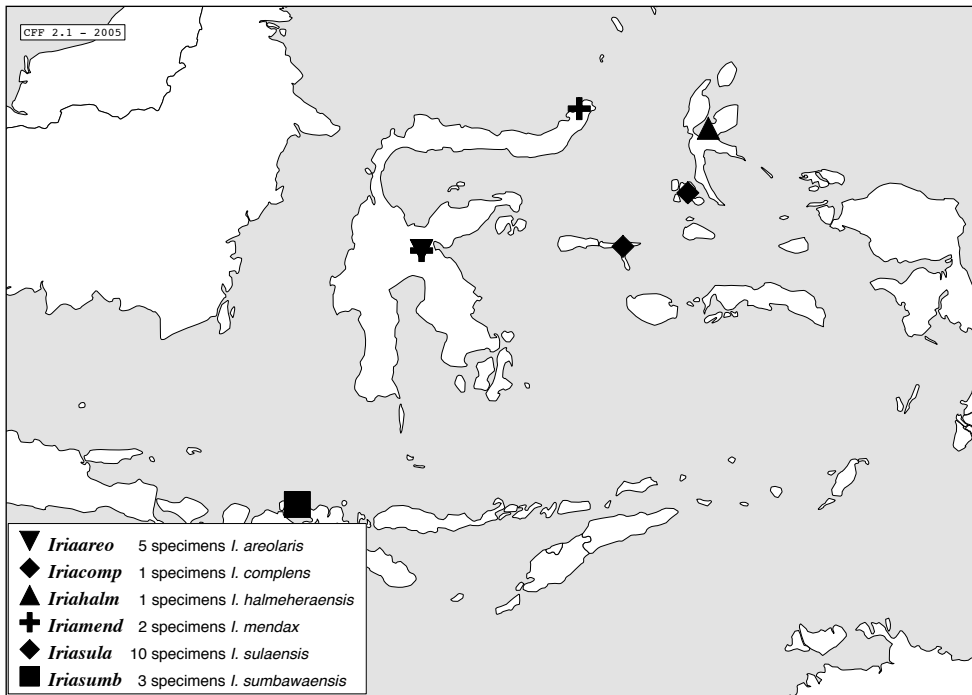 CFF 2.1 - 2005
Iriaareo 5 specimens I. areolaris
Iriacomp 1 specimens I. complens
Iriahalm 1 specimens I. halmeheraensis
Iriamend 2 specimens I. mendax
Iriasula 10 specimens I. sulaensis
Iriasumb 3 specimens I. sumbawaensis